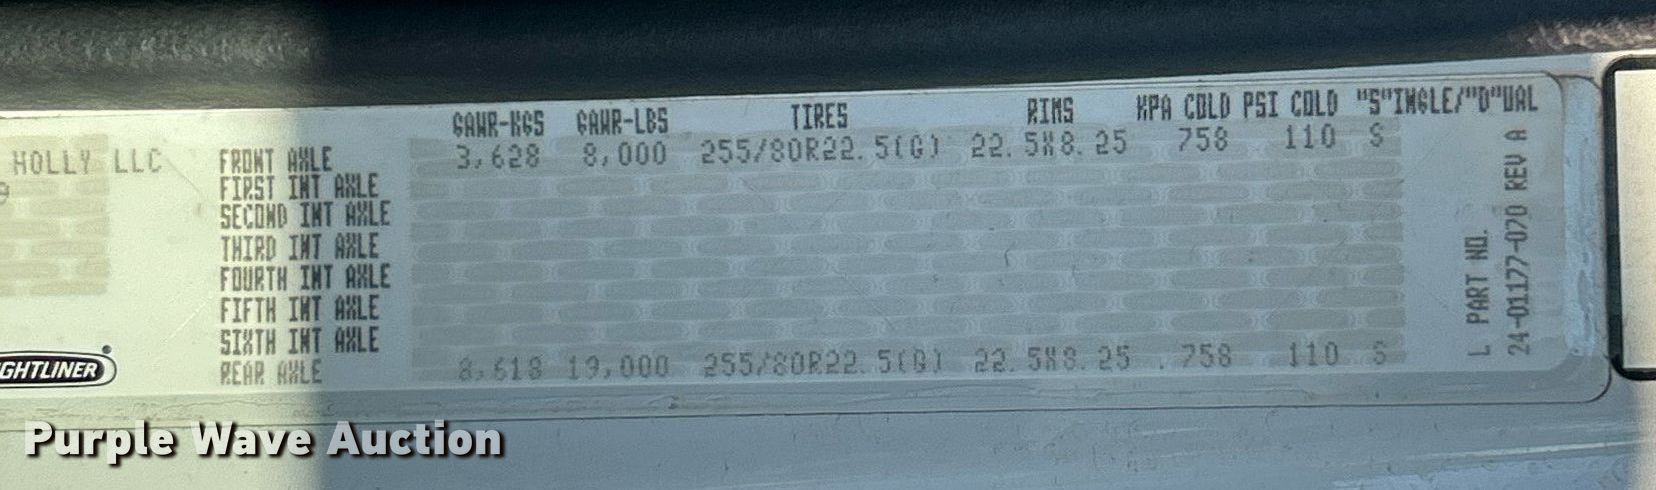 GAWR-KGS GAWR-LBS TIRES RIMS KPA COLD PSI COLD "S"INGLE/"D"UAL
HOLLY LLC FRONT AXLE 3,628 8,000 255/80R22.5(G) 22.5X8.25 758 110 S
FIRST INT AXLE
SECOND INT AXLE
THIRD INT AXLE
FOURTH INT AXLE
FIFTH INT AXLE
SIXTH INT AXLE
REAR AXLE 8,618 19,000 255/80R22.5(G) 22.5X8.25 758 110 S
L PART NO.
24-01177-070 REV A
GHTLINER
Purple Wave Auction